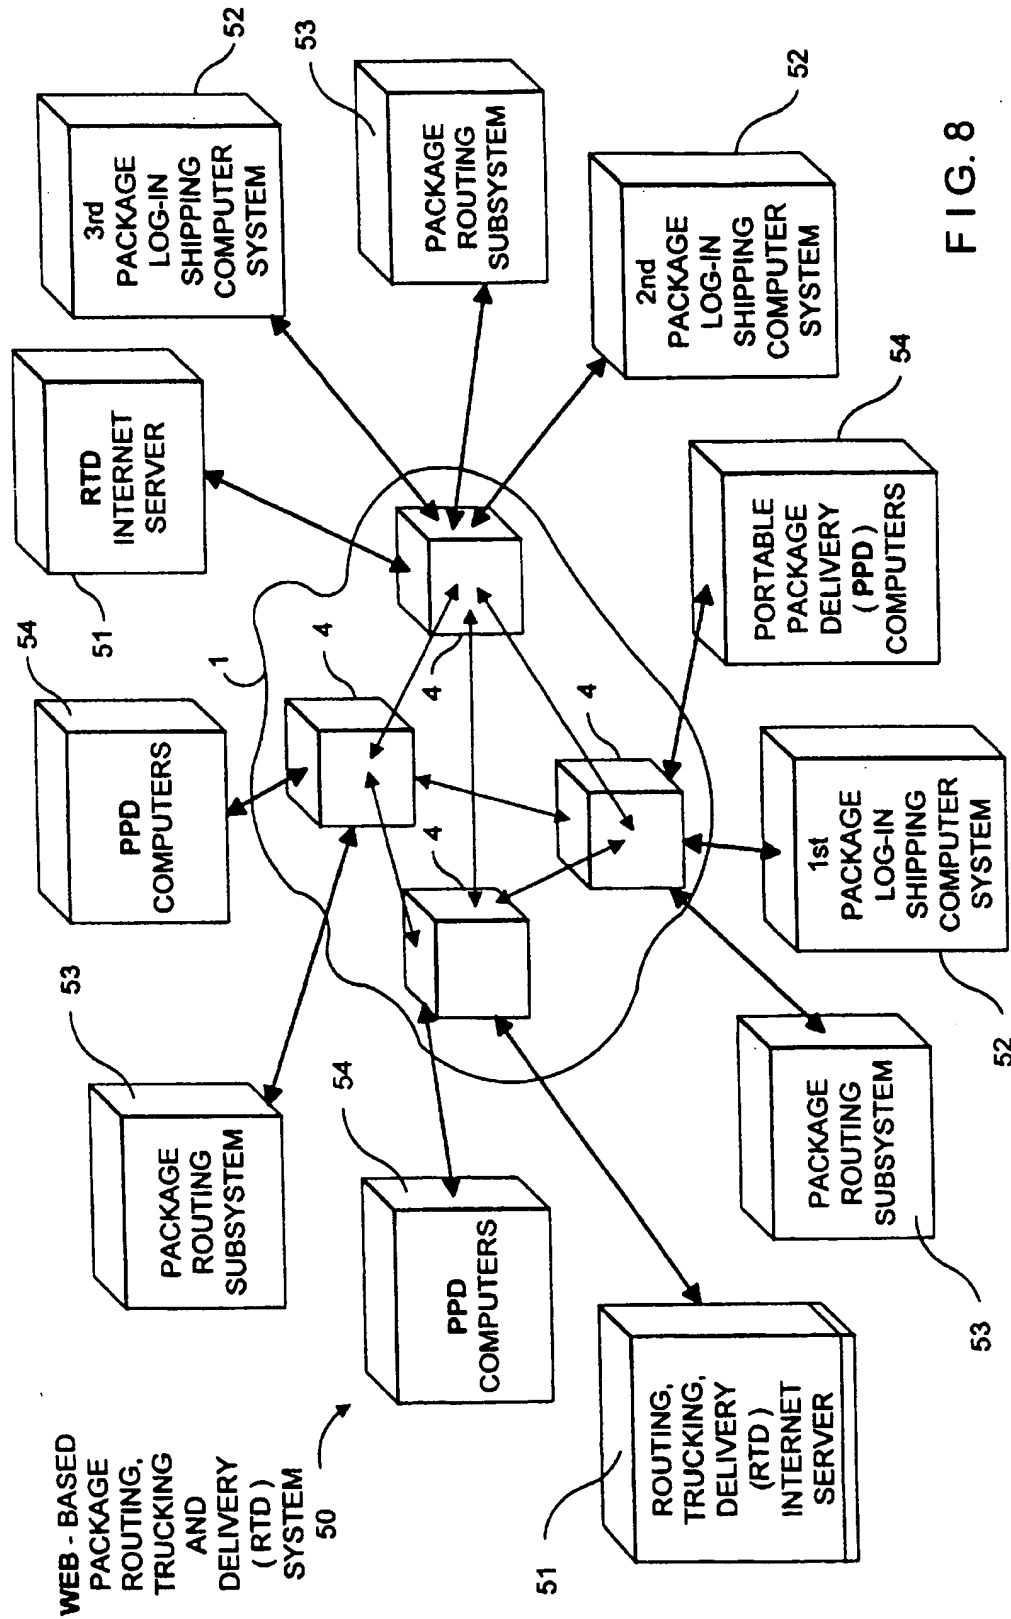 WEB - BASED
PACKAGE
ROUTING,
TRUCKING
AND
DELIVERY
( RTD )
SYSTEM
50
53
PACKAGE
ROUTING
SUBSYSTEM
54
PPD
COMPUTERS
51
RTD
INTERNET
SERVER
52
3rd
PACKAGE
LOG-IN
SHIPPING
COMPUTER
SYSTEM
53
PACKAGE
ROUTING
SUBSYSTEM
54
PPD
COMPUTERS
1
4
4
4
4
51
ROUTING,
TRUCKING,
DELIVERY
(RTD )
INTERNET
SERVER
53
PACKAGE
ROUTING
SUBSYSTEM
52
1st
PACKAGE
LOG-IN
SHIPPING
COMPUTER
SYSTEM
54
PORTABLE
PACKAGE
DELIVERY
( PPD )
COMPUTERS
52
2nd
PACKAGE
LOG-IN
SHIPPING
COMPUTER
SYSTEM
FIG. 8